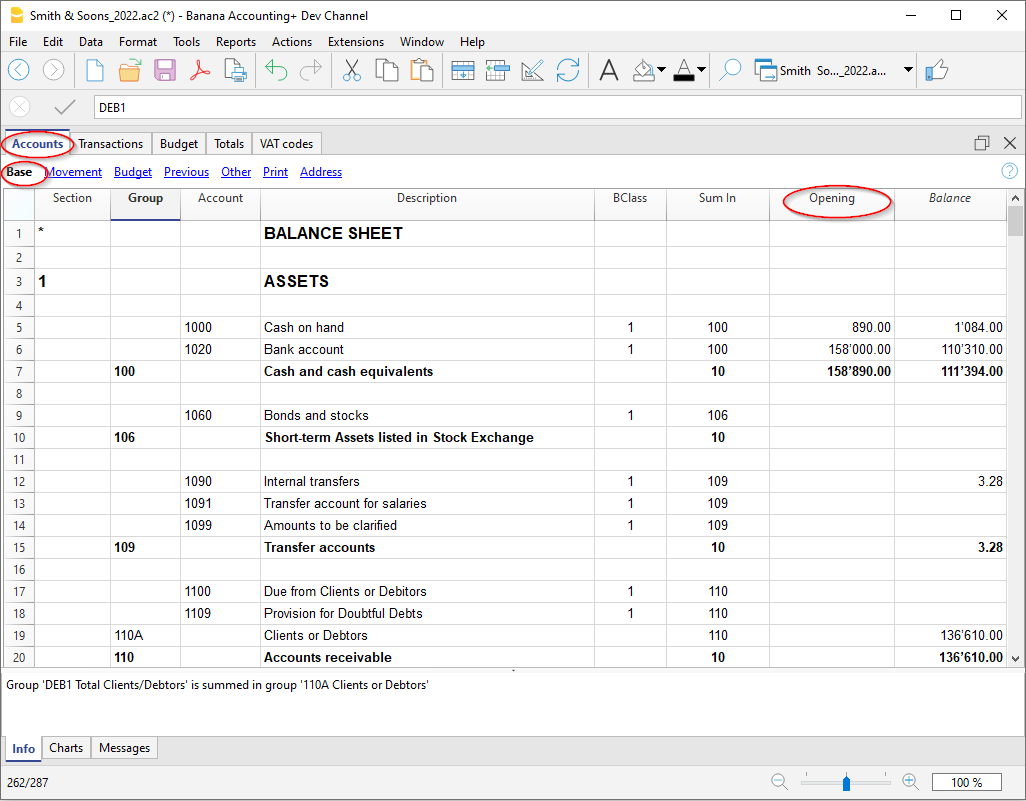 Smith & Soons_2022.ac2 (*) - Banana Accounting+ Dev Channel
File Edit Data Format Tools Reports Actions Extensions Window Help
Smith So..._2022.a...
DEB1
Accounts Transactions Budget Totals VAT codes
Base Movement Budget Previous Other Print Address
Section Group Account Description BClass Sum In Opening Balance
1 * BALANCE SHEET
2
3 1 ASSETS
4
5 1000 Cash on hand 1 100 890.00 1'084.00
6 1020 Bank account 1 100 158'000.00 110'310.00
7 100 Cash and cash equivalents 10 158'890.00 111'394.00
8
9 1060 Bonds and stocks 1 106
10 106 Short-term Assets listed in Stock Exchange 10
11
12 1090 Internal transfers 1 109 3.28
13 1091 Transfer account for salaries 1 109
14 1099 Amounts to be clarified 1 109
15 109 Transfer accounts 10 3.28
16
17 1100 Due from Clients or Debitors 1 110
18 1109 Provision for Doubtful Debts 1 110
19 110A Clients or Debtors 110 136'610.00
20 110 Accounts receivable 10 136'610.00
Group 'DEB1 Total Clients/Debtors' is summed in group '110A Clients or Debtors'
Info Charts Messages
262/287
100 %